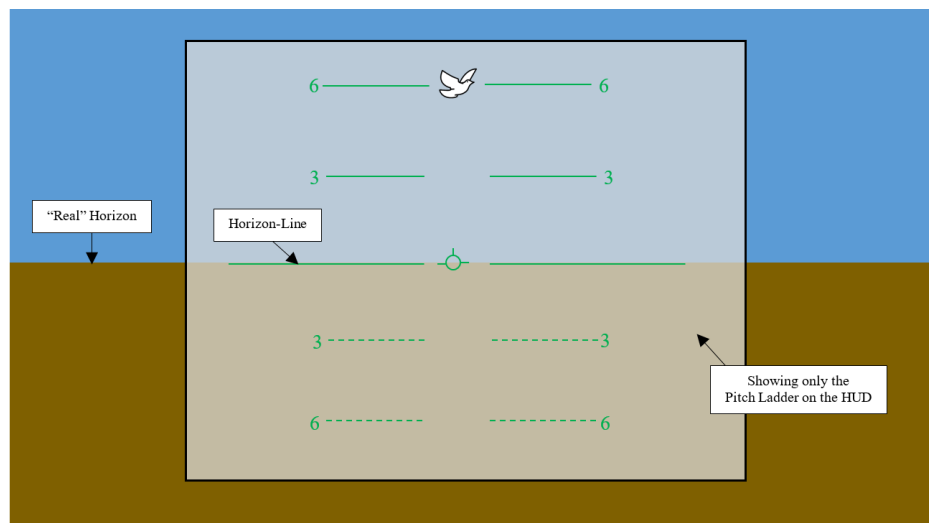 6 6
3 3
“Real” Horizon
Horizon-Line
3 3
Showing only the
Pitch Ladder on the HUD
6 6